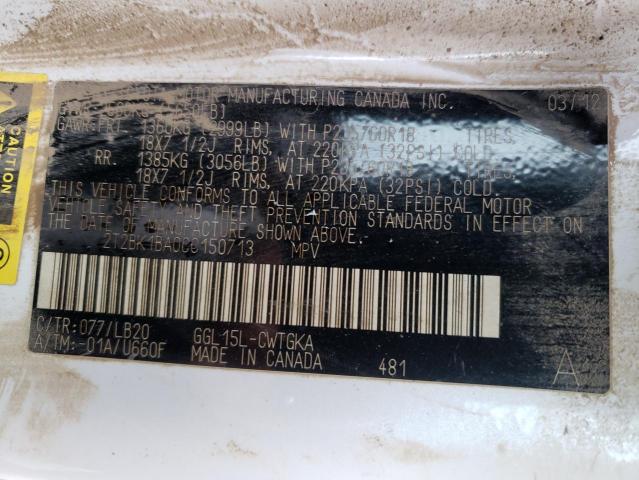 MOTOR MANUFACTURING CANADA INC. 03/12
GAWR: FRT. 1360KG (2999LB) WITH TIRES,
18X7 1/2J RIMS, AT 220KPA (32PSI) COLD.
RR. 1385KG (3056LB) WITH TIRES,
18X7 1/2J RIMS, AT 220KPA (32PSI) COLD.
THIS VEHICLE CONFORMS TO ALL APPLICABLE FEDERAL MOTOR
VEHICLE SAFETY AND THEFT PREVENTION STANDARDS IN EFFECT ON
THE DATE OF MANUFACTURE SHOWN ABOVE.
MPV
C/TR: 077/LB20 GGL15L-CWTGKA
A/TM: -01A/U660F MADE IN CANADA 481 A
CAUTION